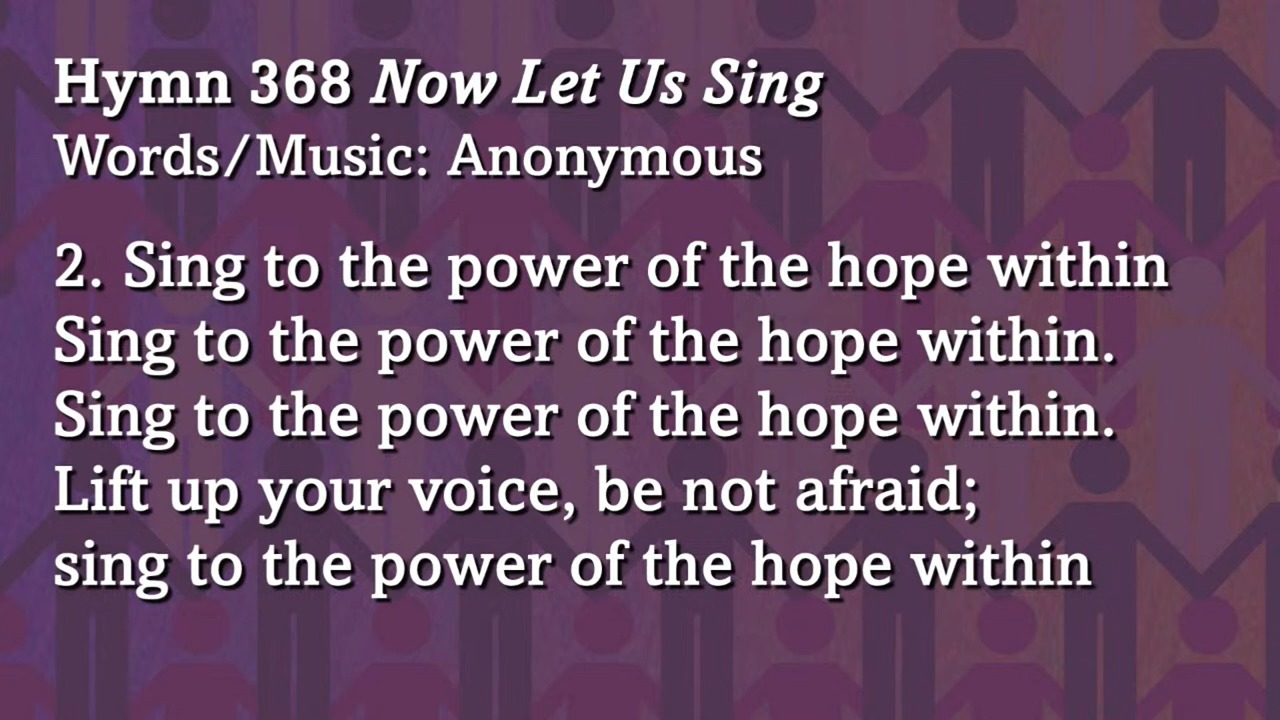 Hymn 368 Now Let Us Sing
Words/Music: Anonymous
2. Sing to the power of the hope within
Sing to the power of the hope within.
Sing to the power of the hope within.
Lift up your voice, be not afraid;
sing to the power of the hope within